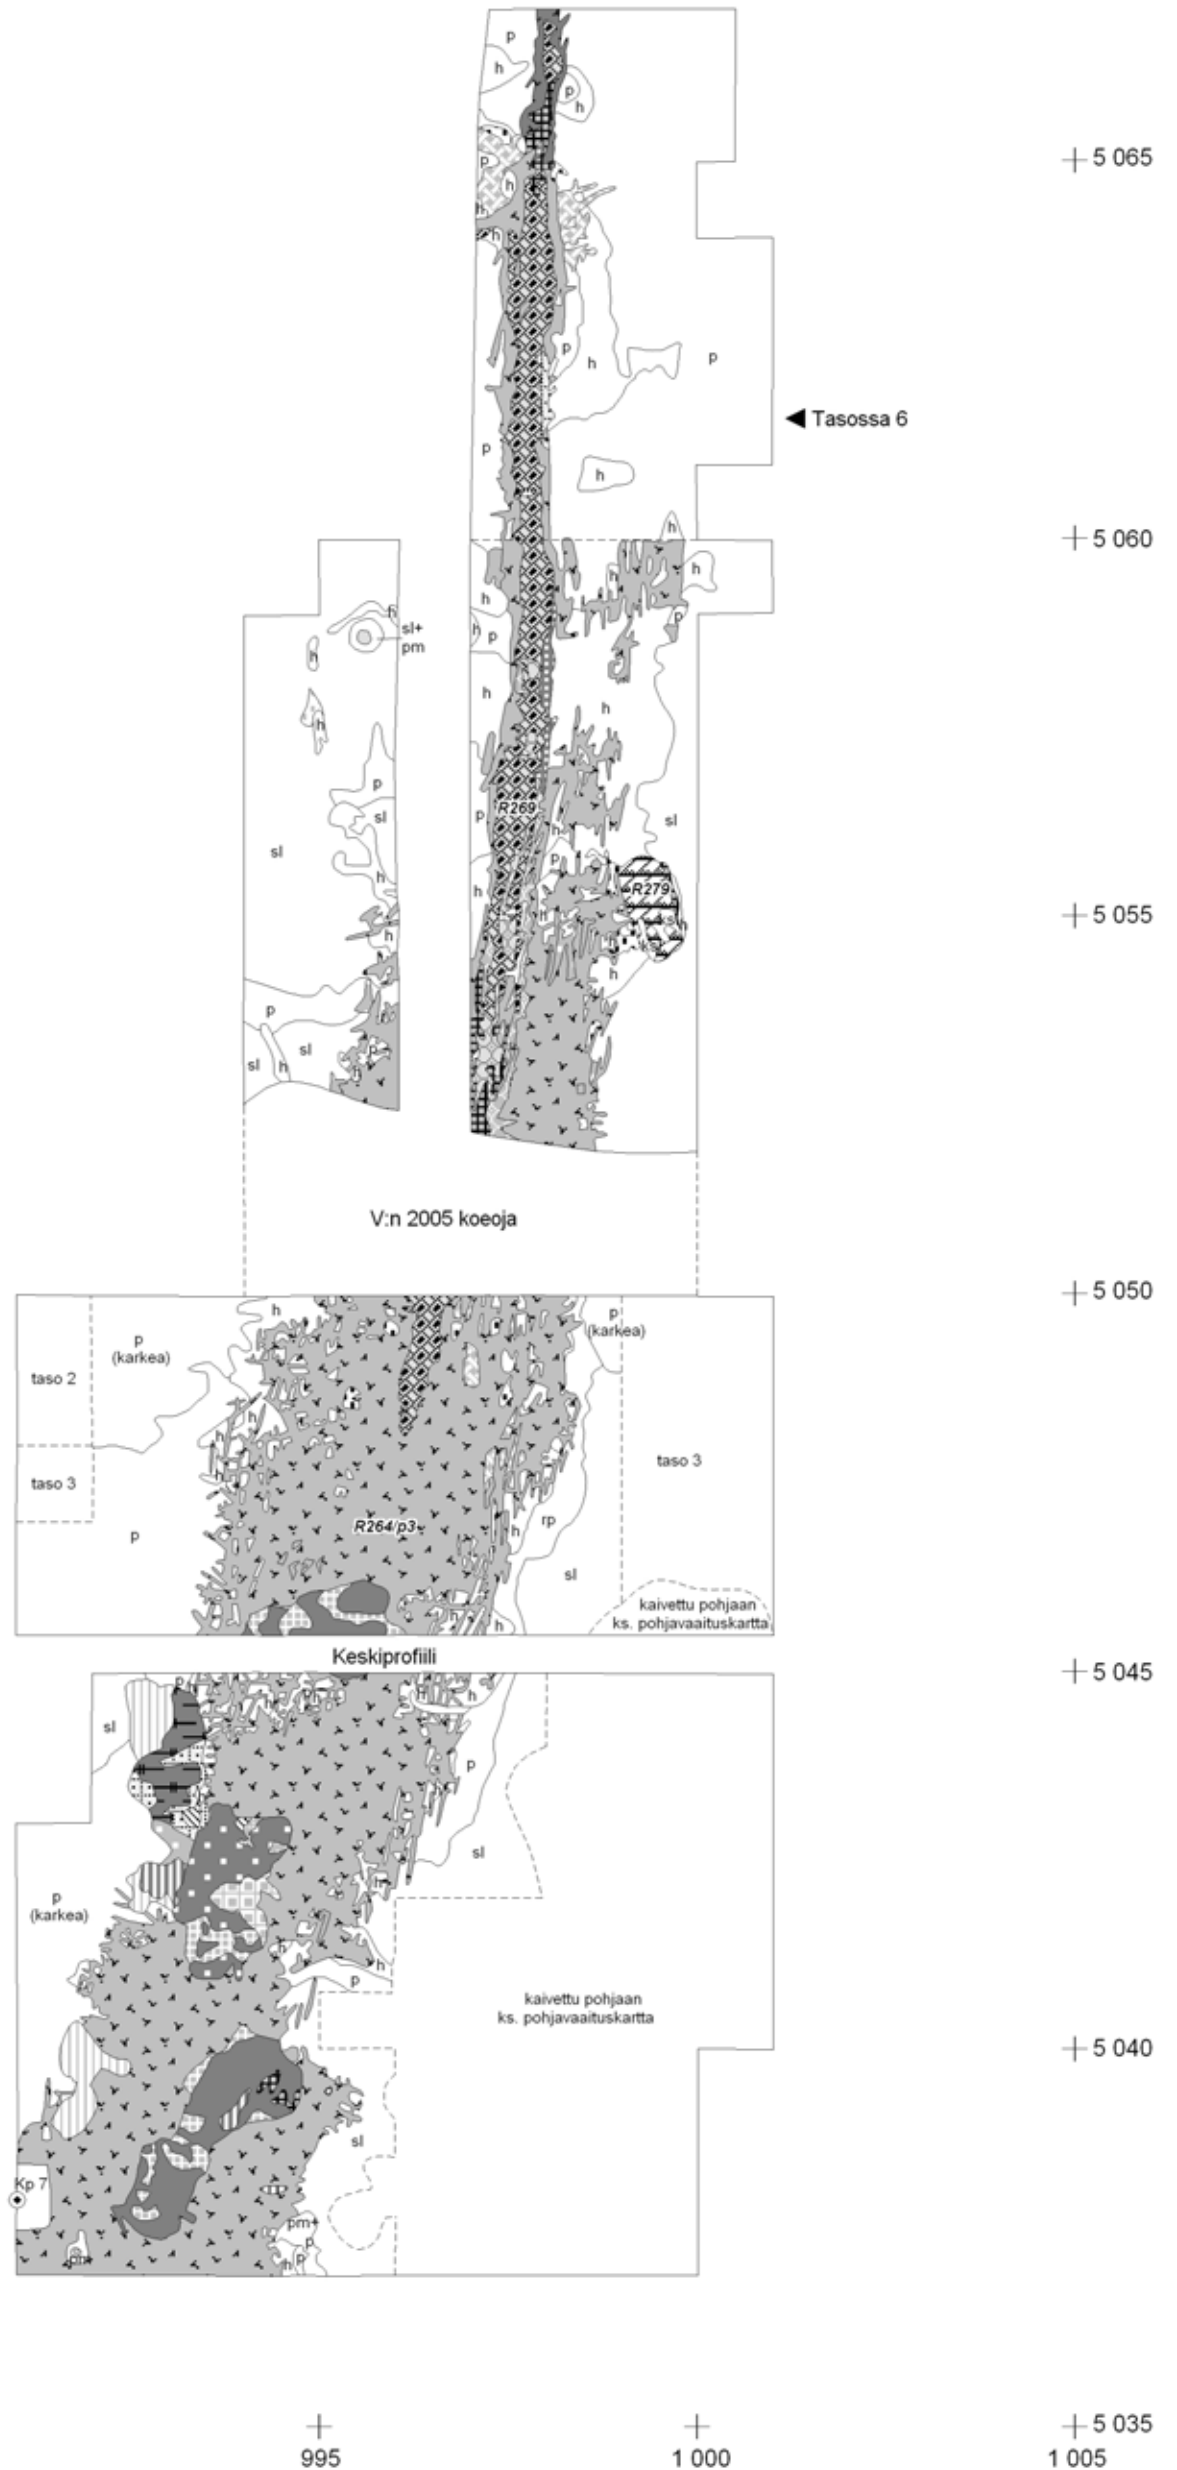 p
h
p
h
5 065
p
h
h
h
p
h
p
Tasossa 6
p
h
h
5 060
h
h
h
h
sl+
pm
h
p
p
h
h
h
h
p
sl
R269
p
h
sl
sl
p
h
h
R279
h
ks
5 055
h
h
ks
h
p
sl
p
sl
h
h
V:n 2005 koeoja
5 050
h
p
(karkea)
p
(karkea)
taso 2
h
h
taso 3
h
taso 3
R264/p3
rp
h
p
sl
kaivettu pohjaan
ks. pohjavaaituskartta
h
h
Keskiprofiili
5 045
p
h
h
h
h
sl
p
sl
h
p
(karkea)
h
h
p
kaivettu pohjaan
ks. pohjavaaituskartta
5 040
sl
Kp 7
pm+
p
pm
h
p
5 035
995
1 000
1 005